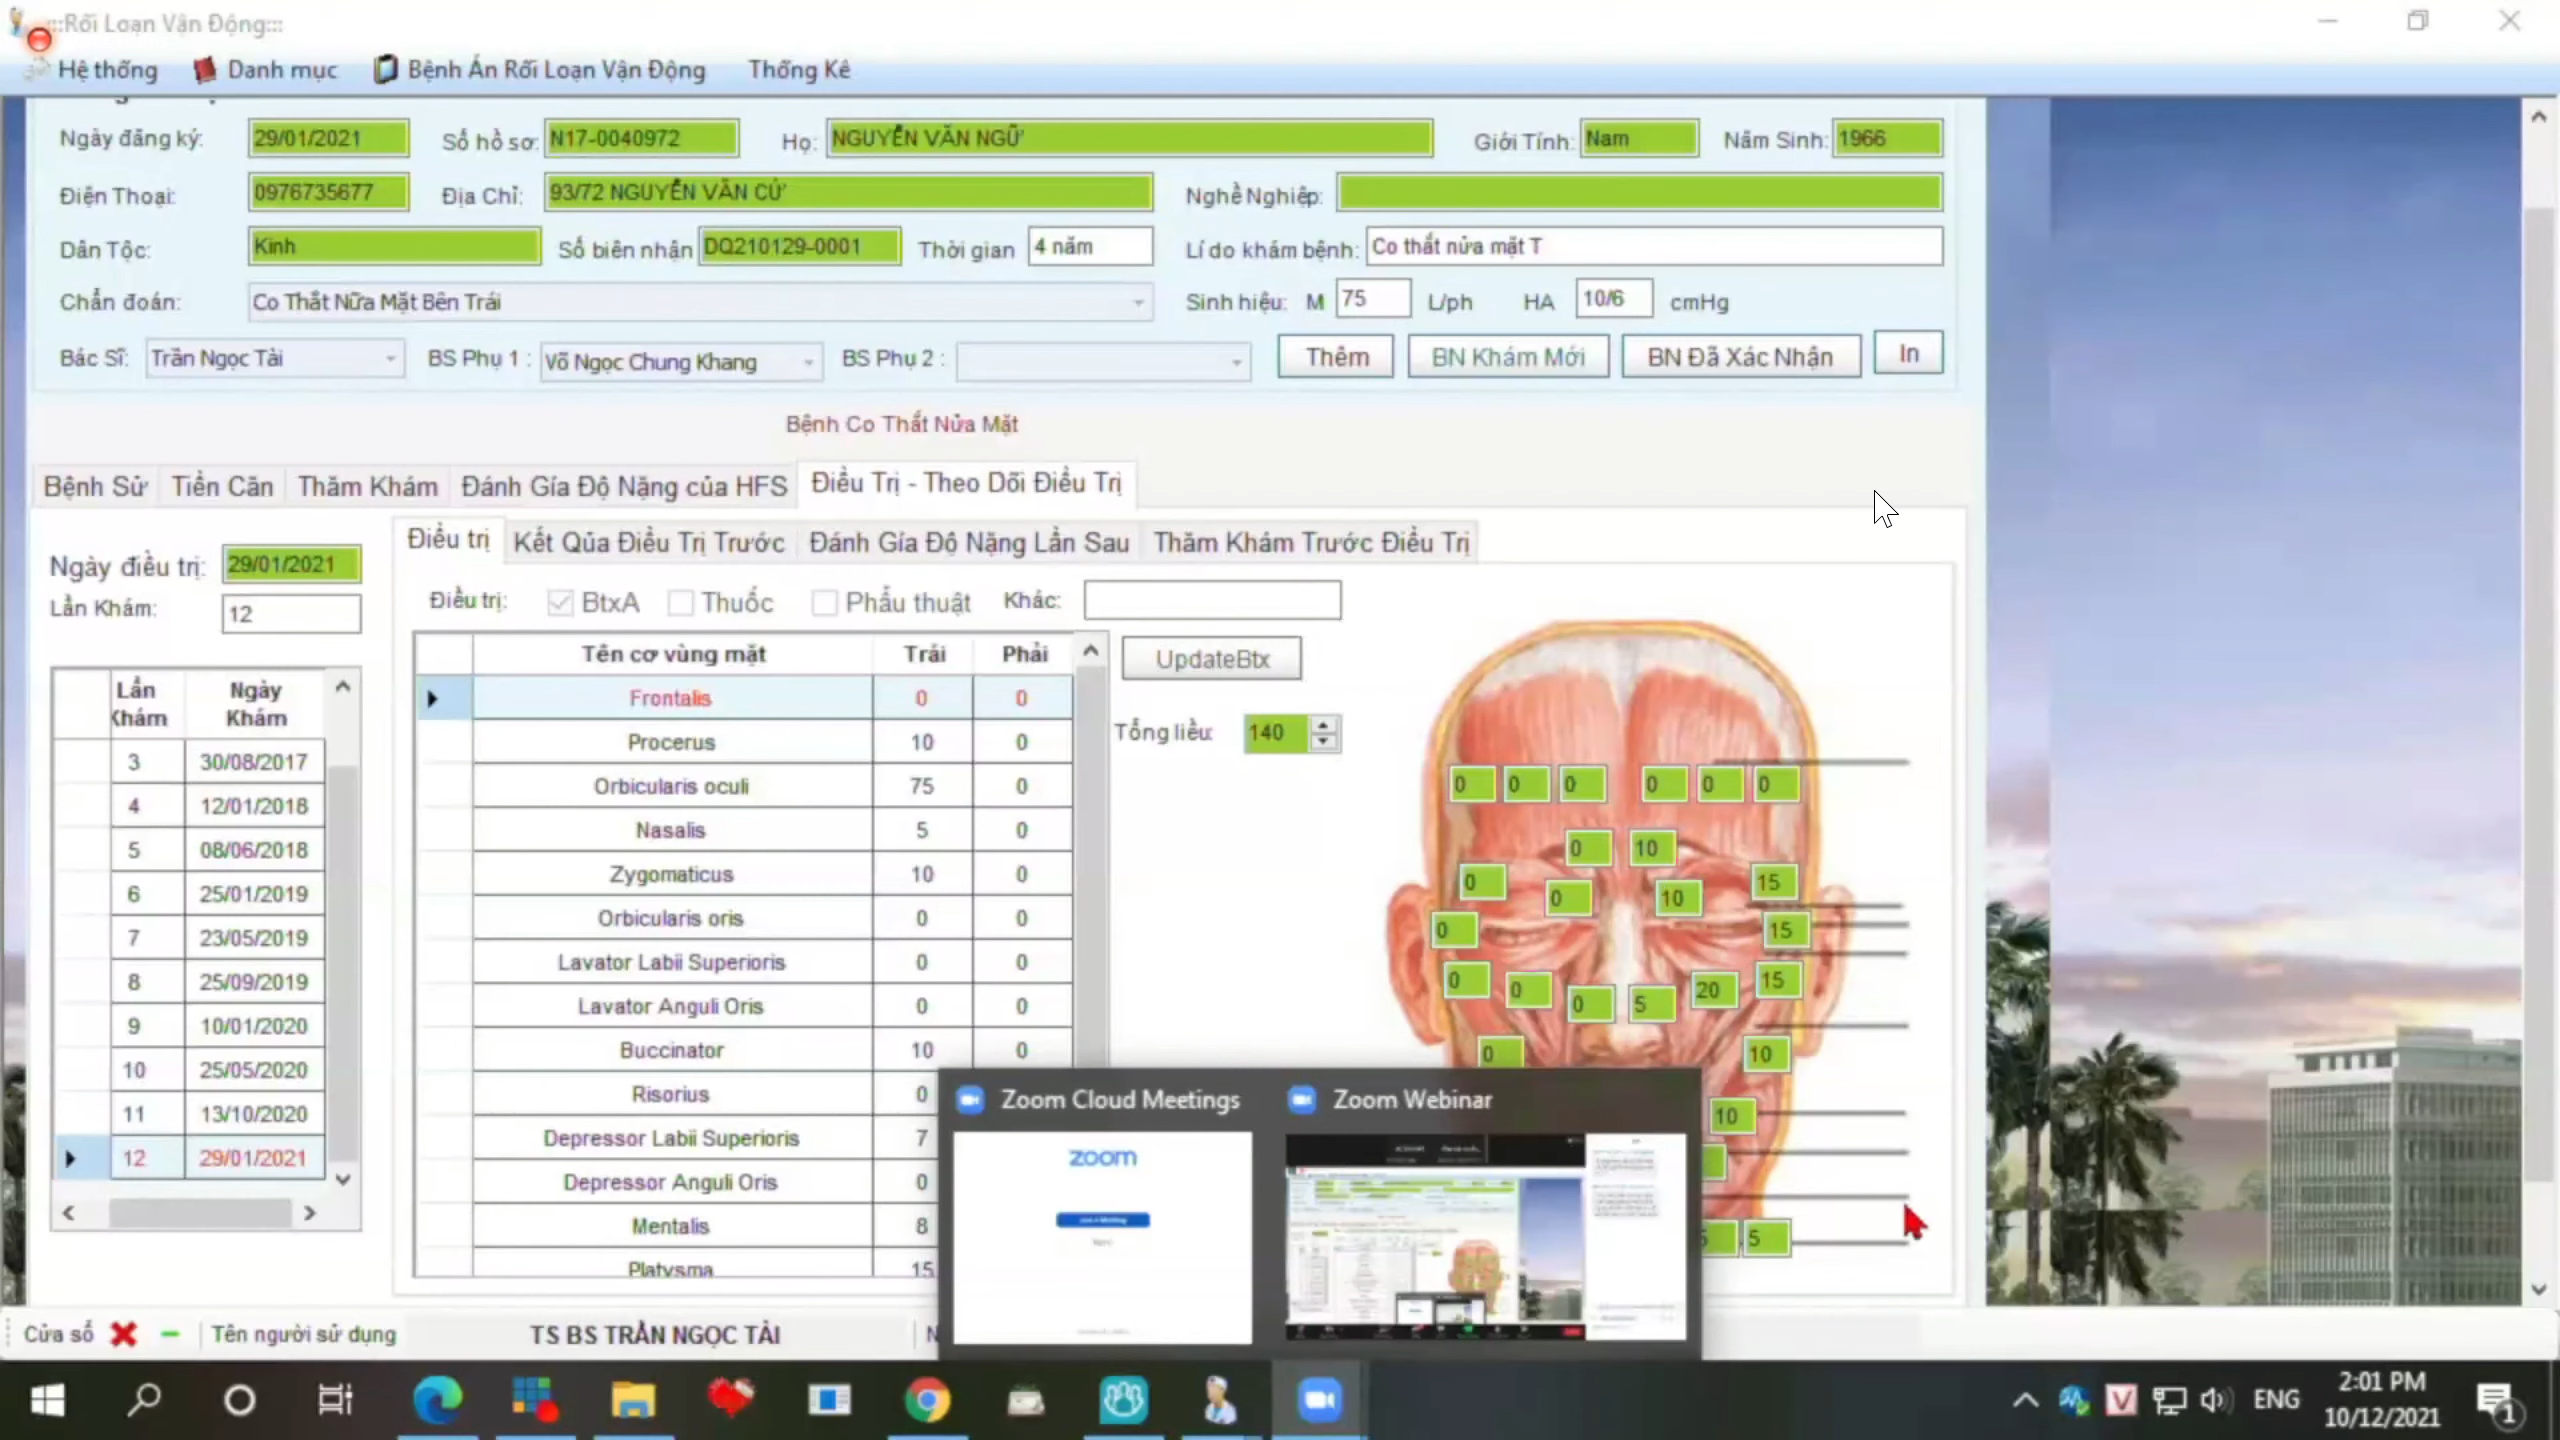 :::Rối Loạn Vận Động:::
Hệ thống Danh mục Bệnh Án Rối Loạn Vận Động Thống Kê
Ngày đăng ký: 29/01/2021 Số hồ sơ: N17-0040972 Họ: NGUYỄN VĂN NGỮ Giới Tính: Nam Năm Sinh: 1966
Điện Thoại: 0976735677 Địa Chỉ: 93/72 NGUYỄN VĂN CỪ Nghề Nghiệp:
Dân Tộc: Kinh Số biên nhận DQ210129-0001 Thời gian 4 năm Lí do khám bệnh: Co thắt nửa mặt T
Chẩn đoán: Co Thắt Nữa Mặt Bên Trái Sinh hiệu: M 75 L/ph HA 10/6 cmHg
Bác Sĩ: Trần Ngọc Tài BS Phụ 1 : Võ Ngọc Chung Khang BS Phụ 2 : Thêm BN Khám Mới BN Đã Xác Nhận In
Bệnh Co Thắt Nửa Mặt
Bệnh Sử Tiền Căn Thăm Khám Đánh Gía Độ Nặng của HFS Điều Trị - Theo Dõi Điều Trị
Điều trị Kết Qủa Điều Trị Trước Đánh Gía Độ Nặng Lần Sau Thăm Khám Trước Điều Trị
Ngày điều trị: 29/01/2021
Lần Khám: 12
Điều trị: BtxA Thuốc Phẩu thuật Khác:
Lần Khám Ngày Khám
3 30/08/2017
4 12/01/2018
5 08/06/2018
6 25/01/2019
7 23/05/2019
8 25/09/2019
9 10/01/2020
10 25/05/2020
11 13/10/2020
12 29/01/2021
Tên cơ vùng mặt Trái Phải
Frontalis 0 0
Procerus 10 0
Orbicularis oculi 75 0
Nasalis 5 0
Zygomaticus 10 0
Orbicularis oris 0 0
Lavator Labii Superioris 0 0
Lavator Anguli Oris 0 0
Buccinator 10 0
Risorius 0
Depressor Labii Superioris 7
Depressor Anguli Oris 0
Mentalis 8
Platysma 15
UpdateBtx
Tổng liều: 140
0 0 0 0 0 0
0 10
0 0 10 15
0 15
0 0 0 5 20 15
0 10
10
5
Zoom Cloud Meetings Zoom Webinar
zoom
Cửa sổ Tên người sử dụng TS BS TRẦN NGỌC TÀI N
ENG 2:01 PM
10/12/2021
1